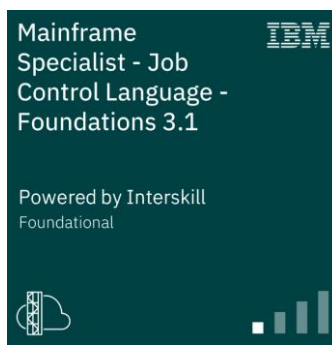 Mainframe
Specialist - Job
Control Language -
Foundations 3.1
IBM
Powered by Interskill
Foundational